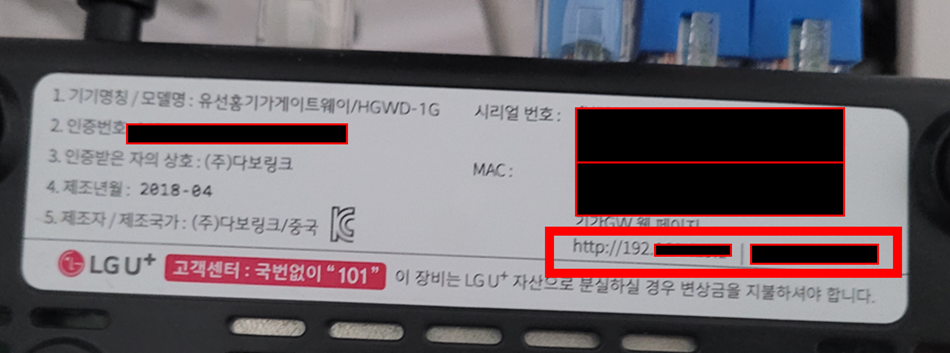 1. 기기명칭 / 모델명 : 유선홈기가게이트웨이/HGWD-1G
시리얼 번호 :
2. 인증번호
3. 인증받은 자의 상호 : (주)다보링크
MAC :
4. 제조년월 : 2018-04
5. 제조자 / 제조국가 : (주)다보링크/중국
기가GW 웹 페이지
http://192.
LG U+ 고객센터 : 국번없이 "101" 이 장비는 LG U+ 자산으로 분실하실 경우 변상금을 지불하셔야 합니다.